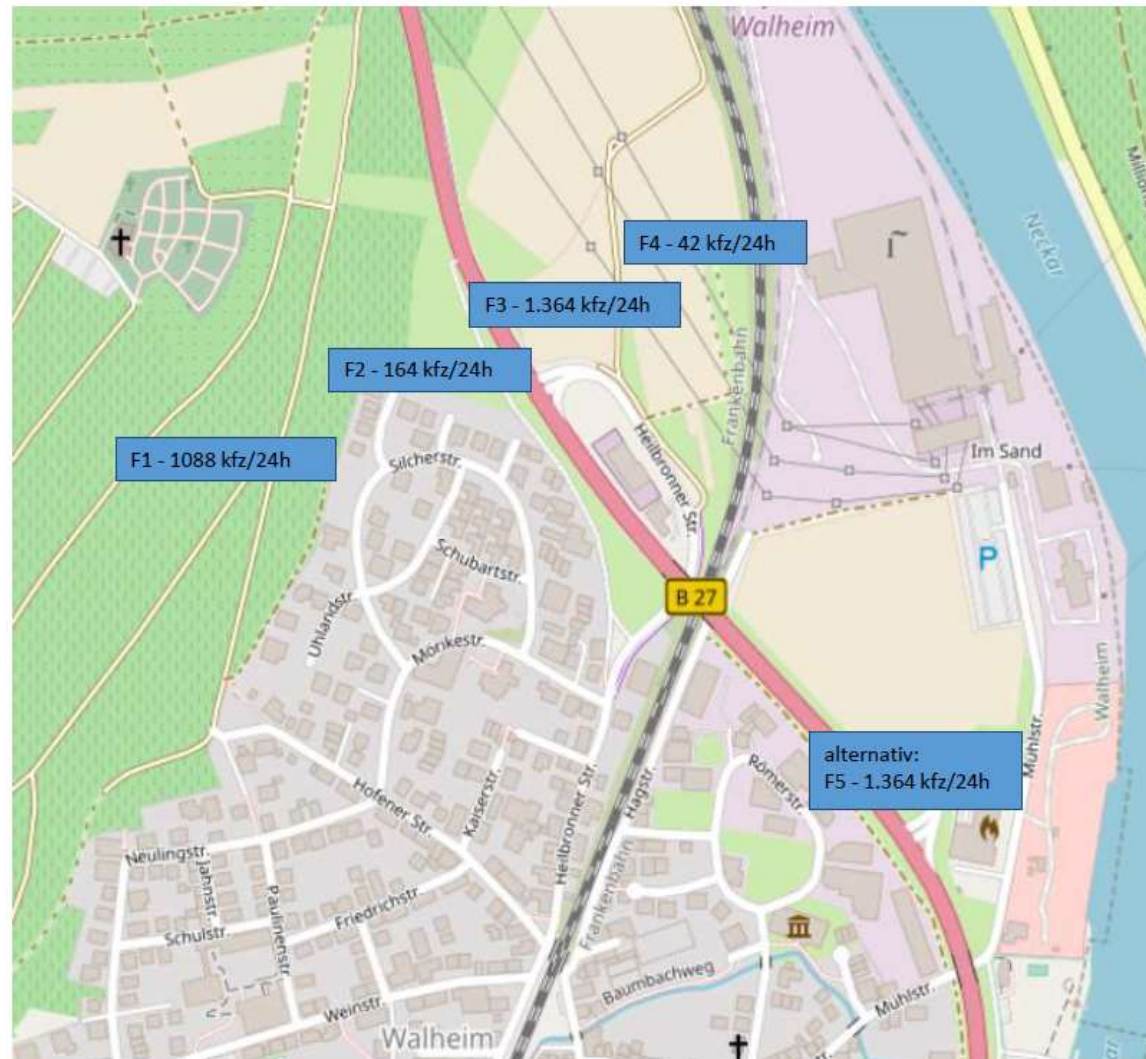 Walheim
Neckar
F4 - 42 kfz/24h
F3 - 1.364 kfz/24h
F2 - 164 kfz/24h
F1 - 1088 kfz/24h
Frankenbahn
Heilbronner Str.
Silcherstr.
Im Sand
P
Schubartstr.
B 27
Uhlandstr.
Mörikestr.
Walheim
Mühlstr.
alternativ:
F5 - 1.364 kfz/24h
Römerstr.
Hagstr.
Kaiserstr.
Heilbronner Str.
Hofener Str.
Neulingstr.
Jahnstr.
Paulinenstr.
Friedrichstr.
Schulstr.
Frankenbahn
Baumbachweg
Mühlstr.
Weinstr.
Walheim